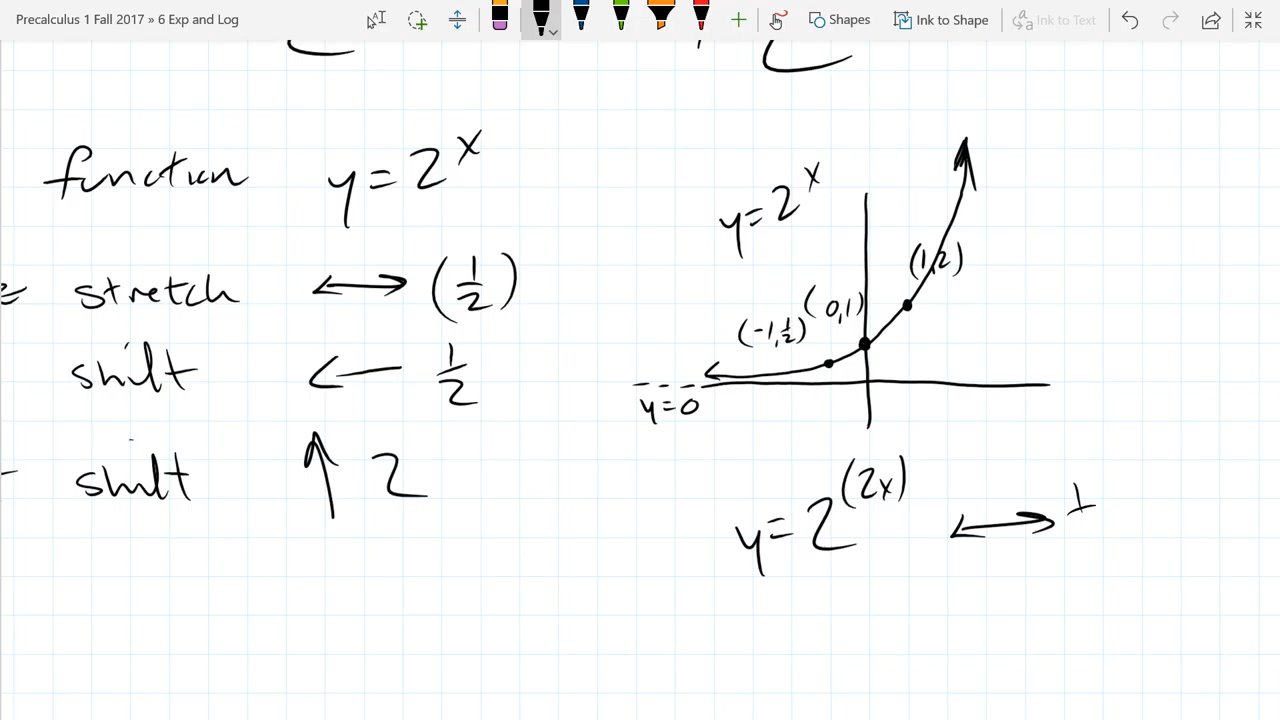 Precalculus 1 Fall 2017 » 6 Exp and Log
Shapes
Ink to Shape
Ink to Text
function y = 2^x
stretch ↔ (1/2)
shift ← 1/2
shift ↑ 2
y = 2^x
(1,2)
(0,1)
(-1, 1/2)
y = 0
y = 2^(2x) ↔